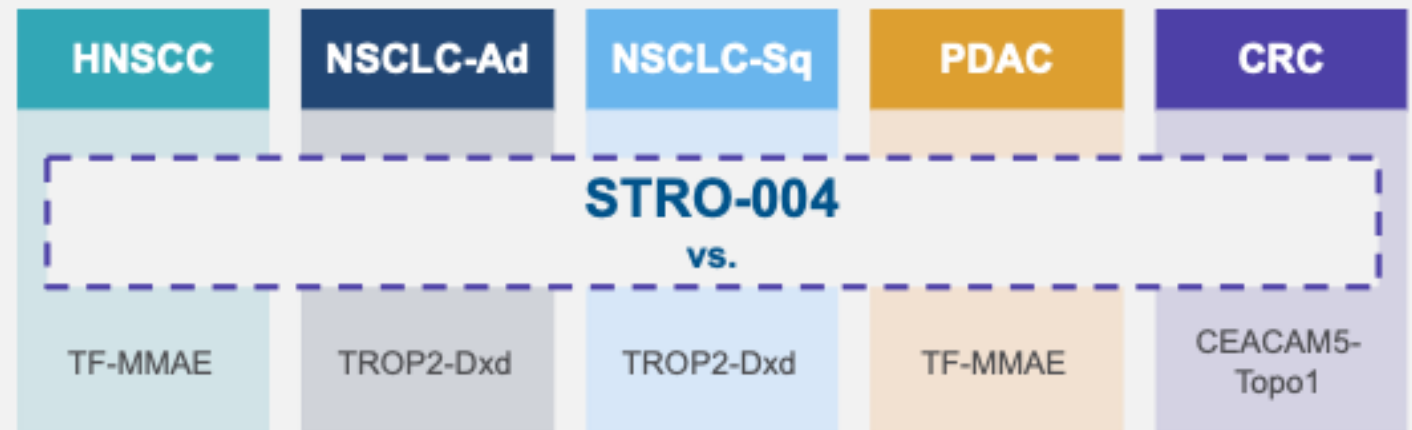 HNSCC
NSCLC-Ad
NSCLC-Sq
PDAC
CRC
STRO-004
vs.
TF-MMAE
TROP2-Dxd
TROP2-Dxd
TF-MMAE
CEACAM5-
Topo1